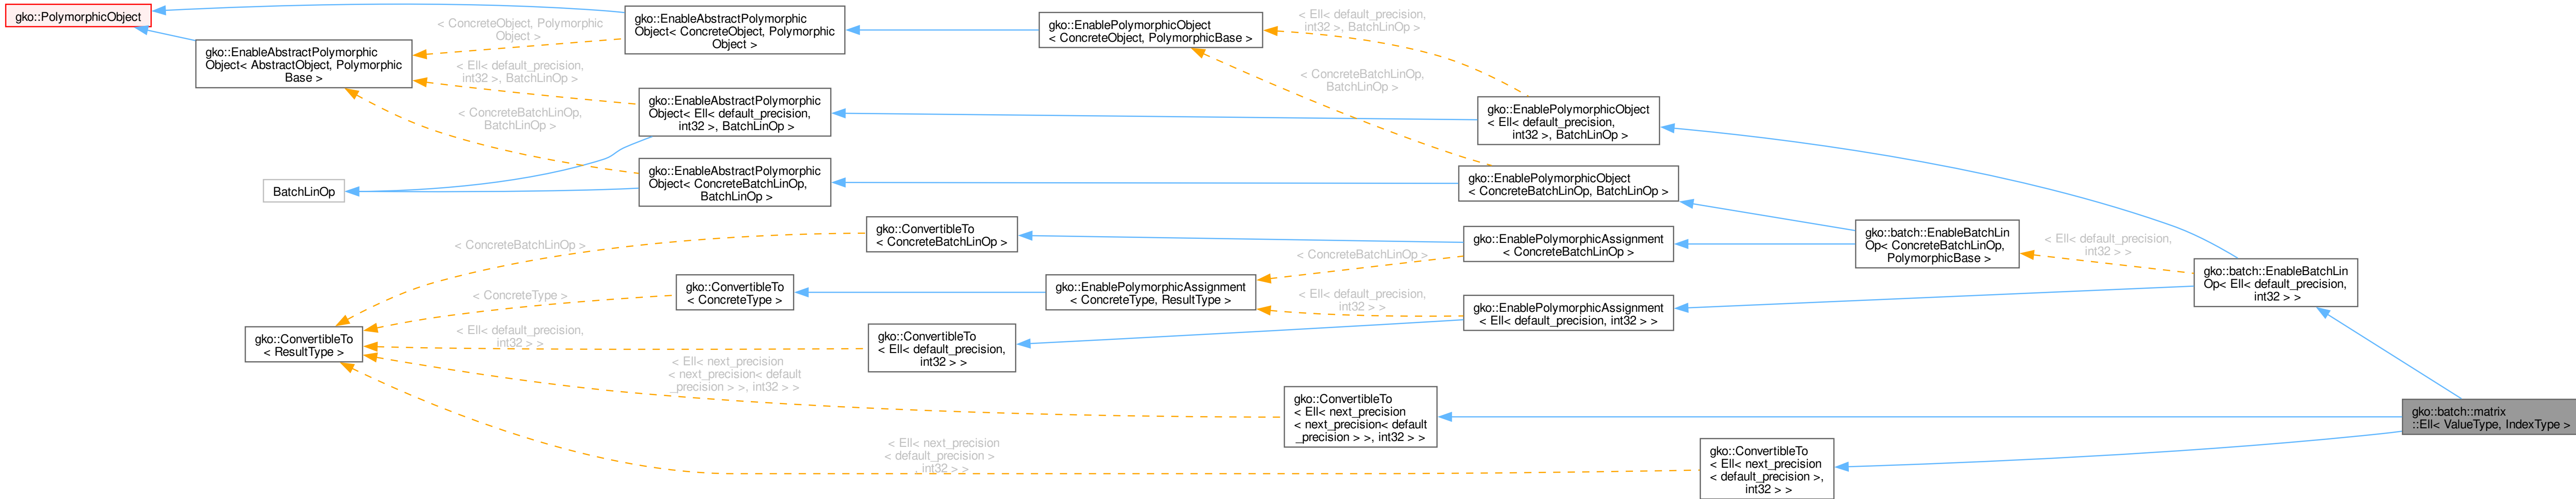 gko::PolymorphicObject
gko::EnableAbstractPolymorphic
Object< AbstractObject, Polymorphic
Base >
< ConcreteObject, Polymorphic
Object >
< Ell< default_precision,
int32 >, BatchLinOp >
< ConcreteBatchLinOp,
BatchLinOp >
gko::EnableAbstractPolymorphic
Object< ConcreteObject, Polymorphic
Object >
gko::EnableAbstractPolymorphic
Object< Ell< default_precision,
int32 >, BatchLinOp >
gko::EnableAbstractPolymorphic
Object< ConcreteBatchLinOp,
BatchLinOp >
BatchLinOp
gko::EnablePolymorphicObject
< ConcreteObject, PolymorphicBase >
< Ell< default_precision,
int32 >, BatchLinOp >
< ConcreteBatchLinOp,
BatchLinOp >
gko::EnablePolymorphicObject
< Ell< default_precision,
int32 >, BatchLinOp >
gko::EnablePolymorphicObject
< ConcreteBatchLinOp, BatchLinOp >
gko::ConvertibleTo
< ResultType >
< ConcreteBatchLinOp >
< ConcreteType >
< Ell< default_precision,
int32 > >
< Ell< next_precision
< next_precision< default
_precision > >, int32 > >
< Ell< next_precision
< default_precision >
, int32 > >
gko::ConvertibleTo
< ConcreteBatchLinOp >
gko::ConvertibleTo
< ConcreteType >
gko::ConvertibleTo
< Ell< default_precision,
int32 > >
gko::EnablePolymorphicAssignment
< ConcreteType, ResultType >
< ConcreteBatchLinOp >
< Ell< default_precision,
int32 > >
gko::EnablePolymorphicAssignment
< ConcreteBatchLinOp >
gko::EnablePolymorphicAssignment
< Ell< default_precision, int32 > >
gko::ConvertibleTo
< Ell< next_precision
< next_precision< default
_precision > >, int32 > >
gko::ConvertibleTo
< Ell< next_precision
< default_precision >,
int32 > >
gko::batch::EnableBatchLin
Op< ConcreteBatchLinOp,
PolymorphicBase >
< Ell< default_precision,
int32 > >
gko::batch::EnableBatchLin
Op< Ell< default_precision,
int32 > >
gko::batch::matrix
::Ell< ValueType, IndexType >